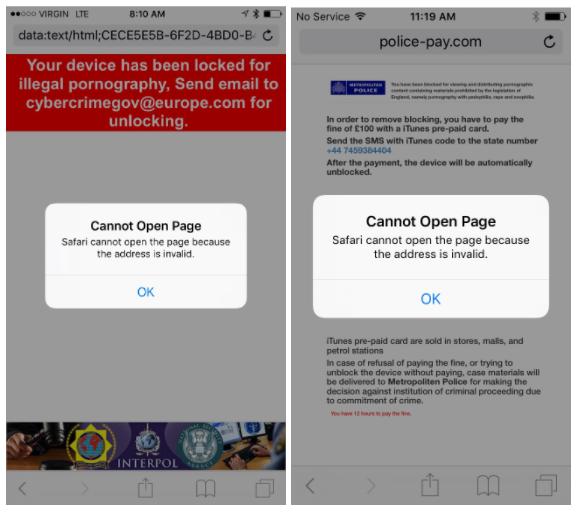 VIRGIN LTE 8:10 AM
data:text/html;CECE5E5B-6F2D-4BD0-B
Your device has been locked for
illegal pornography, Send email to
cybercrimegov@europe.com for
unlocking.
Cannot Open Page
Safari cannot open the page because
the address is invalid.
OK
INTERPOL
No Service 11:19 AM
police-pay.com
METROPOLITAN
POLICE
You have been blocked for viewing and distributing pornographic
content containing materials prohibited by the legislation of
England, namely pornography with pedophilia, rape and zoophilia.
In order to remove blocking, you have to pay the
fine of £100 with a iTunes pre-paid card.
Send the SMS with iTunes code to the state number
+44 7459384404
After the payment, the device will be automatically
unblocked.
Cannot Open Page
Safari cannot open the page because
the address is invalid.
OK
iTunes pre-paid card are sold in stores, malls, and
petrol stations
In case of refusal of paying the fine, or trying to
unblock the device without paying, case materials will
be delivered to Metropoliten Police for making the
decision against institution of criminal proceeding due
to commitment of crime.
You have 12 hours to pay the fine.